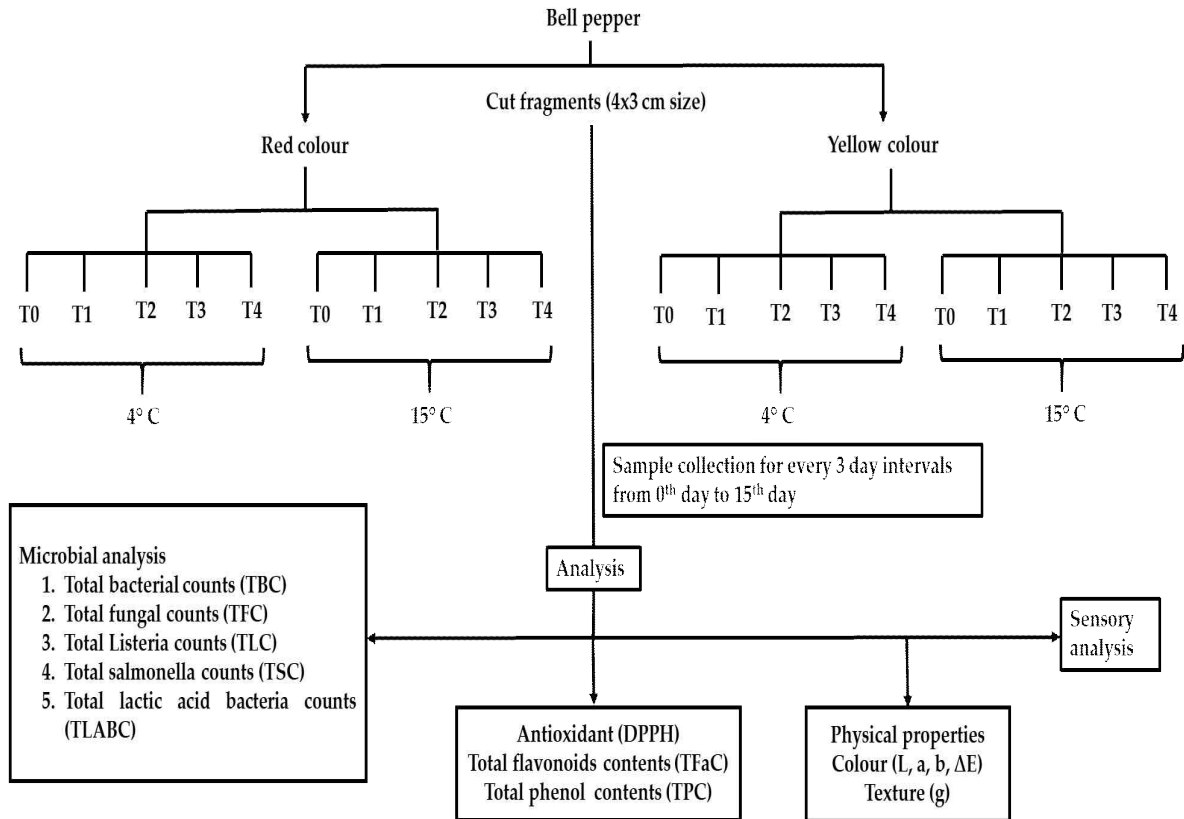 Bell pepper
Cut fragments (4x3 cm size)
Red colour
Yellow colour
T0 T1 T2 T3 T4
T0 T1 T2 T3 T4
T0 T1 T2 T3 T4
T0 T1 T2 T3 T4
4° C
15° C
4° C
15° C
Sample collection for every 3 day intervals
from 0th day to 15th day
Microbial analysis
1. Total bacterial counts (TBC)
2. Total fungal counts (TFC)
3. Total Listeria counts (TLC)
4. Total salmonella counts (TSC)
5. Total lactic acid bacteria counts
(TLABC)
Analysis
Sensory
analysis
Antioxidant (DPPH)
Total flavonoids contents (TFaC)
Total phenol contents (TPC)
Physical properties
Colour (L, a, b, ΔE)
Texture (g)